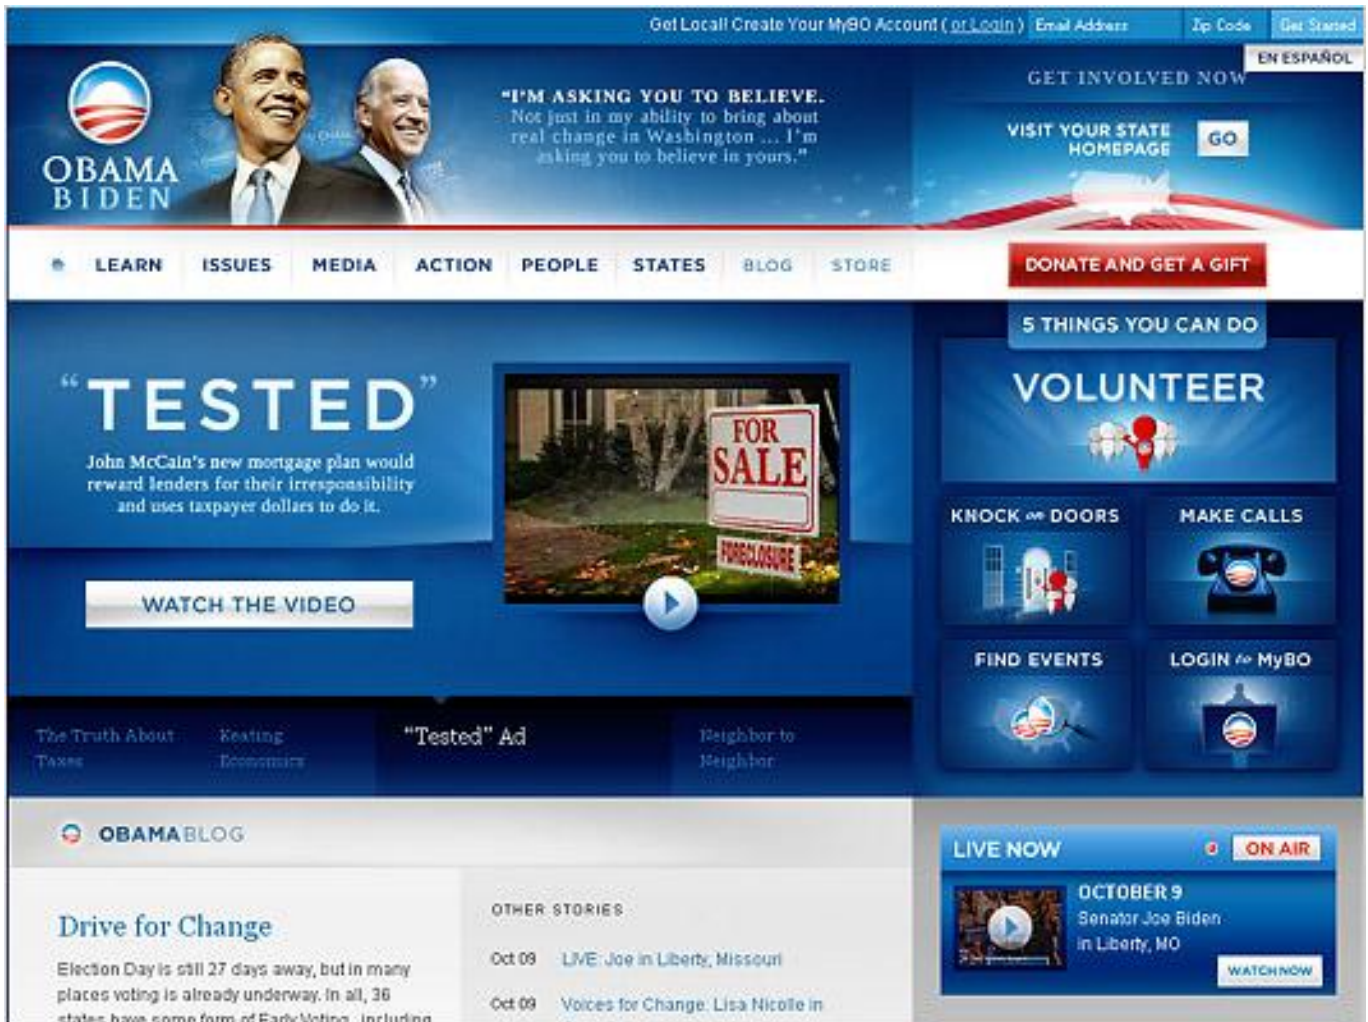 Get Local! Create Your MyBO Account ( or Login ) Email Address Zip Code Get Started
EN ESPAÑOL
OBAMA
BIDEN
“I'M ASKING YOU TO BELIEVE.
Not just in my ability to bring about
real change in Washington ... I'm
asking you to believe in yours.”
GET INVOLVED NOW
VISIT YOUR STATE
HOMEPAGE
GO
LEARN ISSUES MEDIA ACTION PEOPLE STATES BLOG STORE
DONATE AND GET A GIFT
“TESTED”
John McCain's new mortgage plan would
reward lenders for their irresponsibility
and uses taxpayer dollars to do it.
WATCH THE VIDEO
FOR
SALE
FORECLOSURE
5 THINGS YOU CAN DO
VOLUNTEER
KNOCK on DOORS
MAKE CALLS
FIND EVENTS
LOGIN to MyBO
The Truth About
Taxes
Keating
Economics
“Tested” Ad
Neighbor to
Neighbor
OBAMABLOG
Drive for Change
Election Day is still 27 days away, but in many
places voting is already underway. In all, 36
states have some form of Early Voting, including
OTHER STORIES
Oct 09 LIVE: Joe in Liberty, Missouri
Oct 09 Voices for Change: Lisa Nicolle in
LIVE NOW
ON AIR
OCTOBER 9
Senator Joe Biden
in Liberty, MO
WATCH NOW